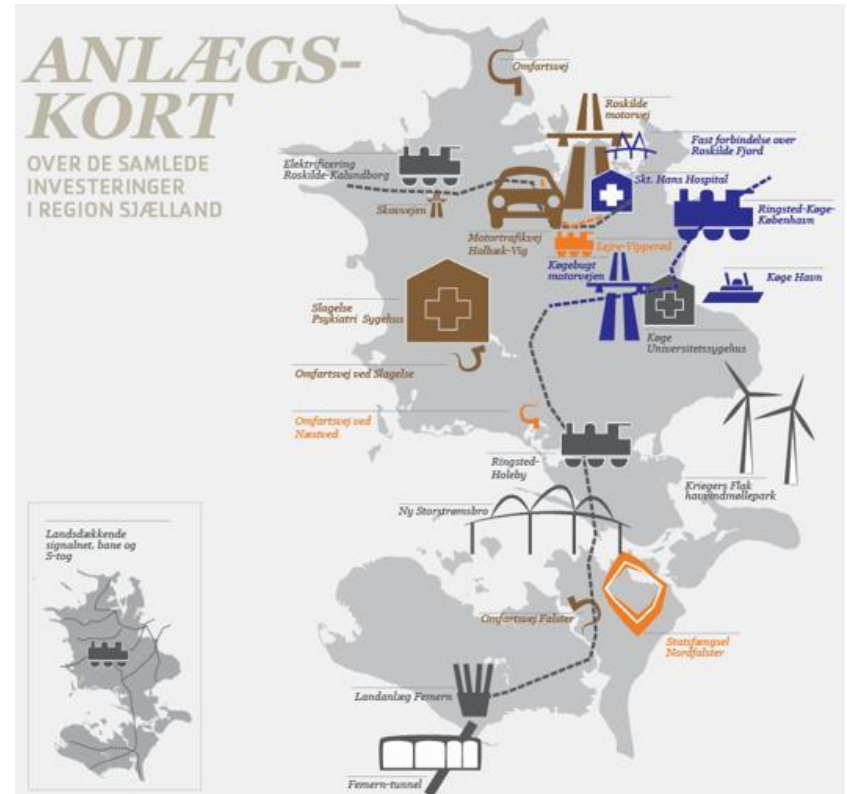 ANLÆGS-
KORT
OVER DE SAMLEDE
INVESTERINGER
I REGION SJÆLLAND
Omfartsvej
Roskilde
motorvej
Fast forbindelse over
Roskilde Fjord
Elektrificering
Roskilde-Kalundborg
Skt. Hans Hospital
Skovvejen
Ringsted-Køge-
København
Motortrafikvej
Holbæk-Vig
Lejre-Vipperød
Køgebugt
motorvejen
Køge Havn
Slagelse
Psykiatri Sygehus
Køge
Universitetssygehus
Omfartsvej ved Slagelse
Omfartsvej ved
Næstved
Ringsted-
Holeby
Kriegers Flak
havvindmøllepark
Ny Storstrømsbro
Landsdækkende
signalnet, bane og
S-tog
Omfartsvej Falster
Statsfængsel
Nordfalster
Landanlæg Femern
Femern-tunnel